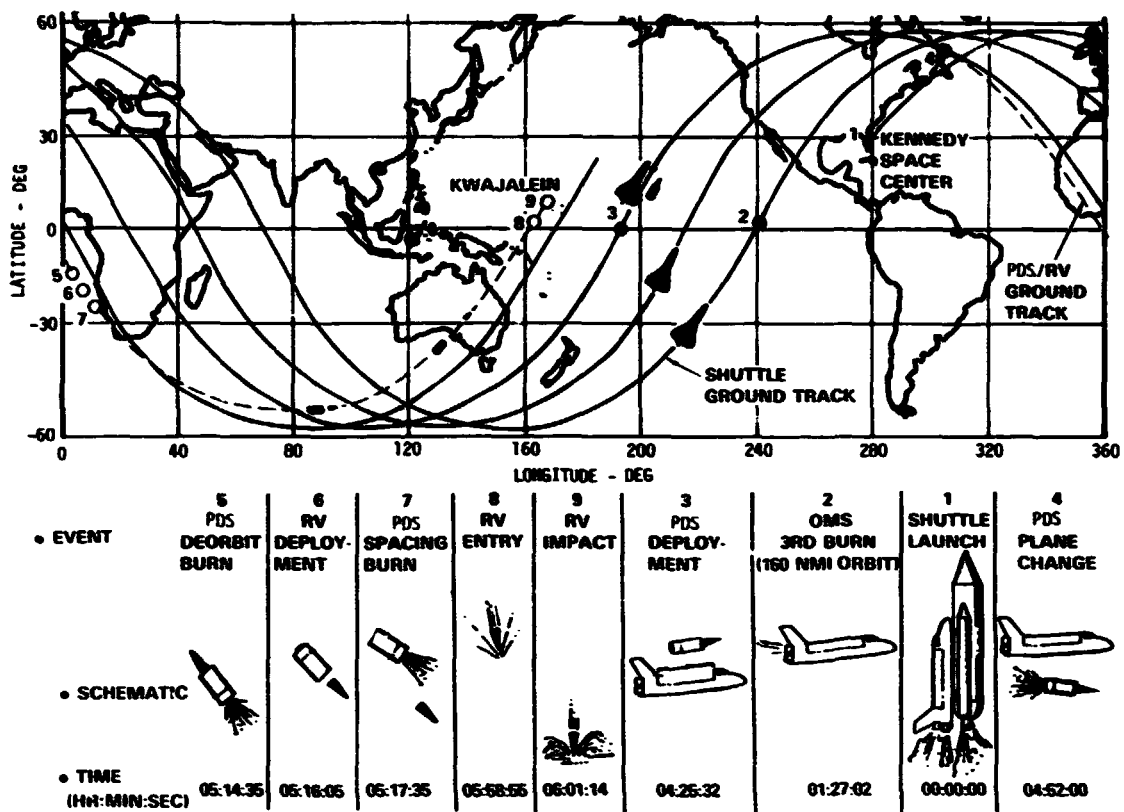 60
30
0
-30
-60
LATITUDE - DEG
KWAJALEIN
9
8
3
2
1
4
KENNEDY
SPACE
CENTER
5
6
7
PDS/RV
GROUND
TRACK
SHUTTLE
GROUND TRACK
0 40 80 120 160 200 240 280 320 360
LONGITUDE - DEG
• EVENT
5
PDS
DEORBIT
BURN
6
RV
DEPLOY-
MENT
7
PDS
SPACING
BURN
8
RV
ENTRY
9
RV
IMPACT
3
PDS
DEPLOY-
MENT
2
OMS
3RD BURN
(160 NMI ORBIT)
1
SHUTTLE
LAUNCH
4
PDS
PLANE
CHANGE
• SCHEMATIC
• TIME
(HR:MIN:SEC)
05:14:35 05:16:05 05:17:35 05:58:55 06:01:14 04:25:32 01:27:02 00:00:00 04:52:00